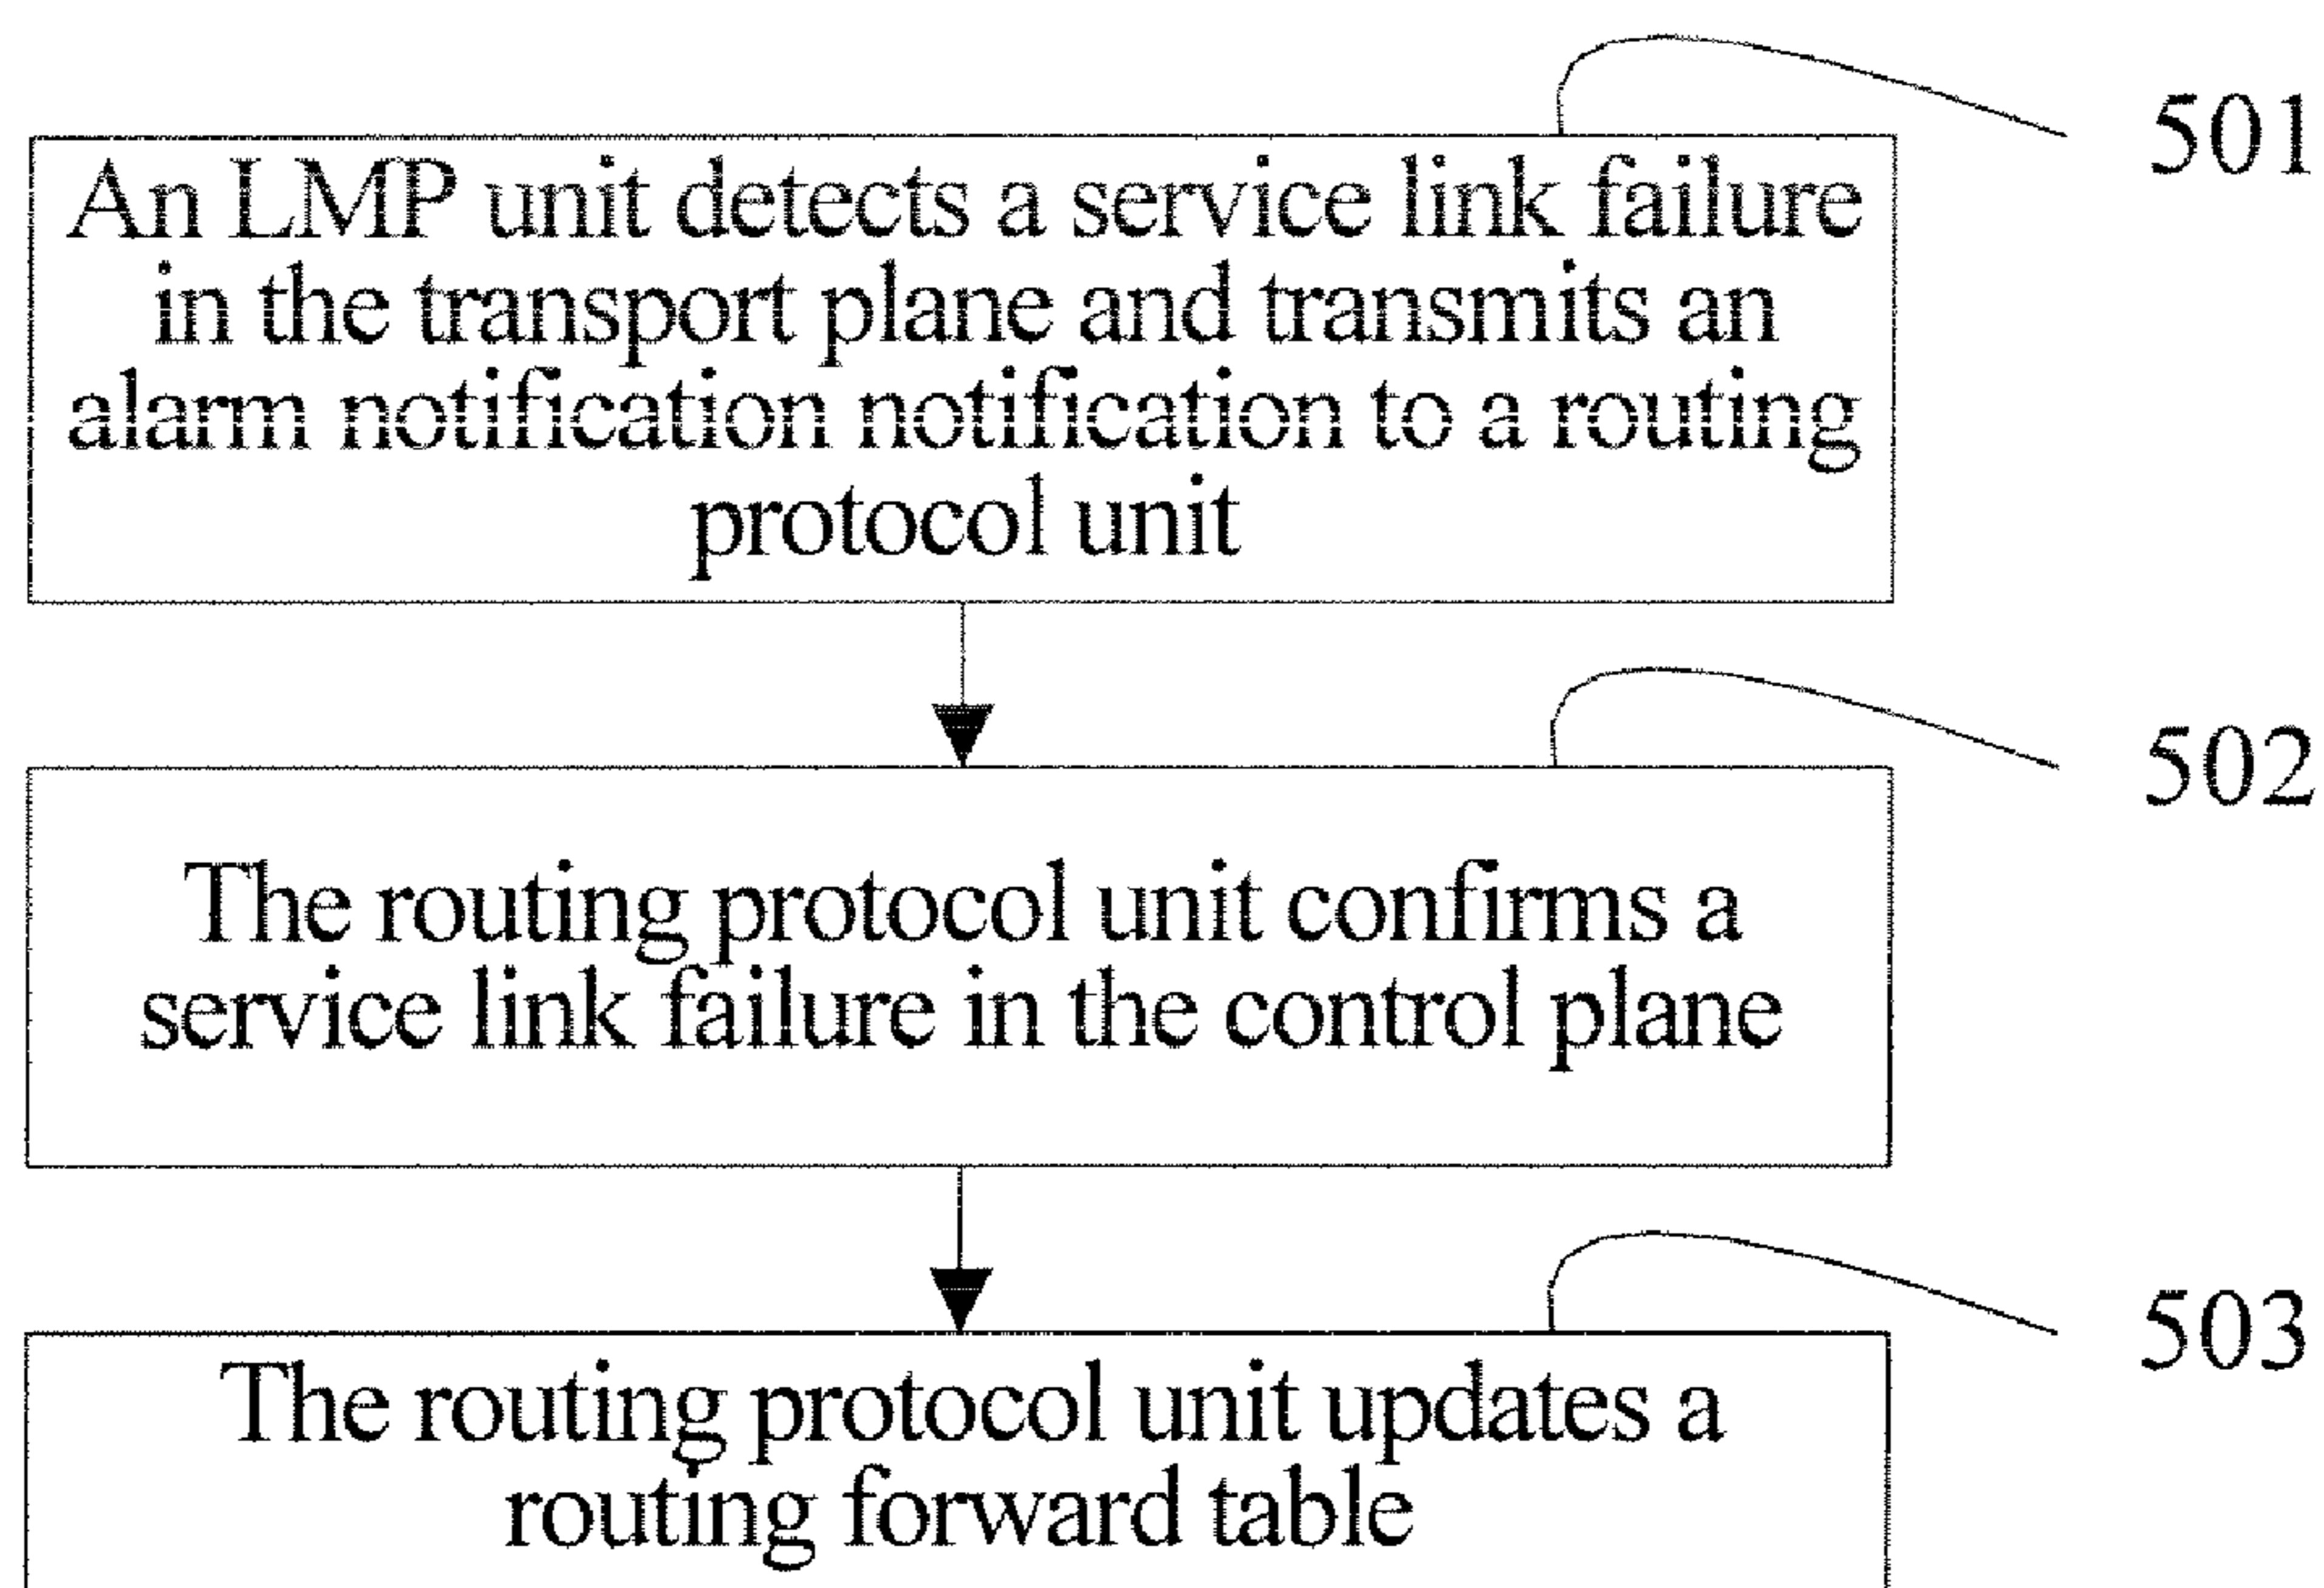 501
An LMP unit detects a service link failure
in the transport plane and transmits an
alarm notification notification to a routing
protocol unit
502
The routing protocol unit confirms a
service link failure in the control plane
503
The routing protocol unit updates a
routing forward table